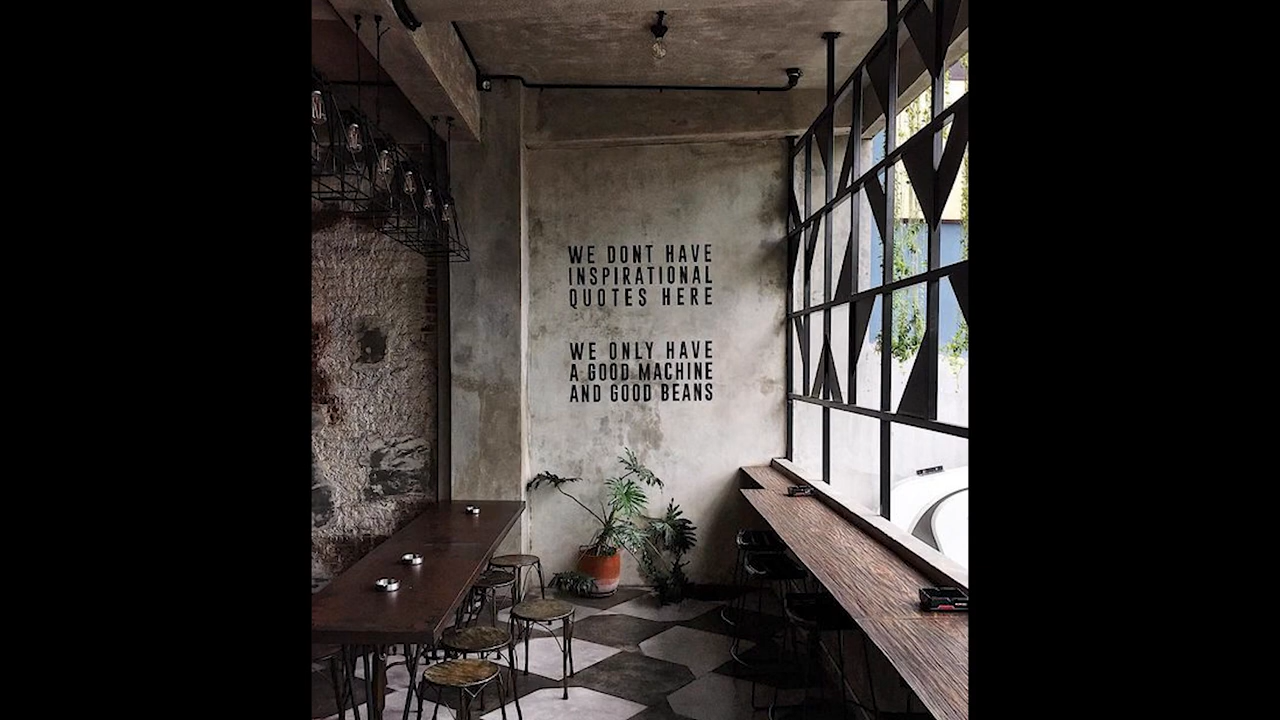 WE DONT HAVE
INSPIRATIONAL
QUOTES HERE
WE ONLY HAVE
A GOOD MACHINE
AND GOOD BEANS